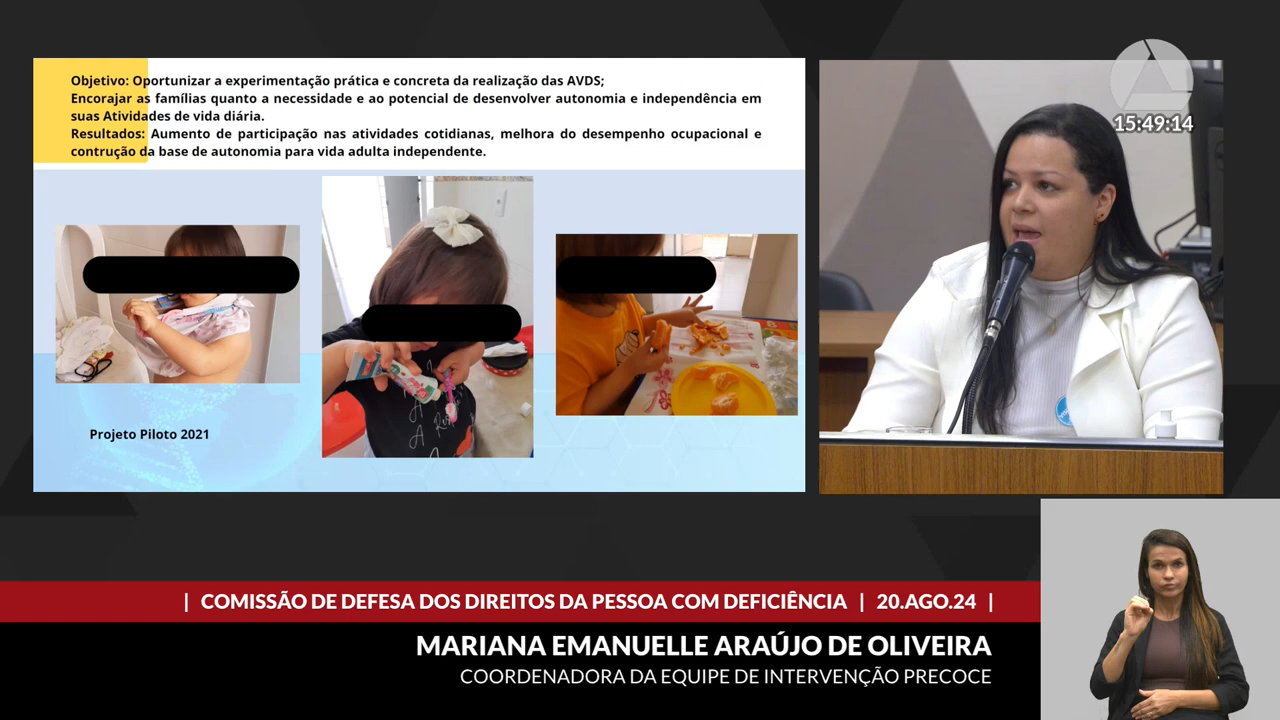 Objetivo: Oportunizar a experimentação prática e concreta da realização das AVDS;
Encorajar as famílias quanto a necessidade e ao potencial de desenvolver autonomia e independência em
suas Atividades de vida diária.
Resultados: Aumento de participação nas atividades cotidianas, melhora do desempenho ocupacional e
contrução da base de autonomia para vida adulta independente.
Projeto Piloto 2021
15:49:14
| COMISSÃO DE DEFESA DOS DIREITOS DA PESSOA COM DEFICIÊNCIA | 20.AGO.24 |
MARIANA EMANUELLE ARAÚJO DE OLIVEIRA
COORDENADORA DA EQUIPE DE INTERVENÇÃO PRECOCE